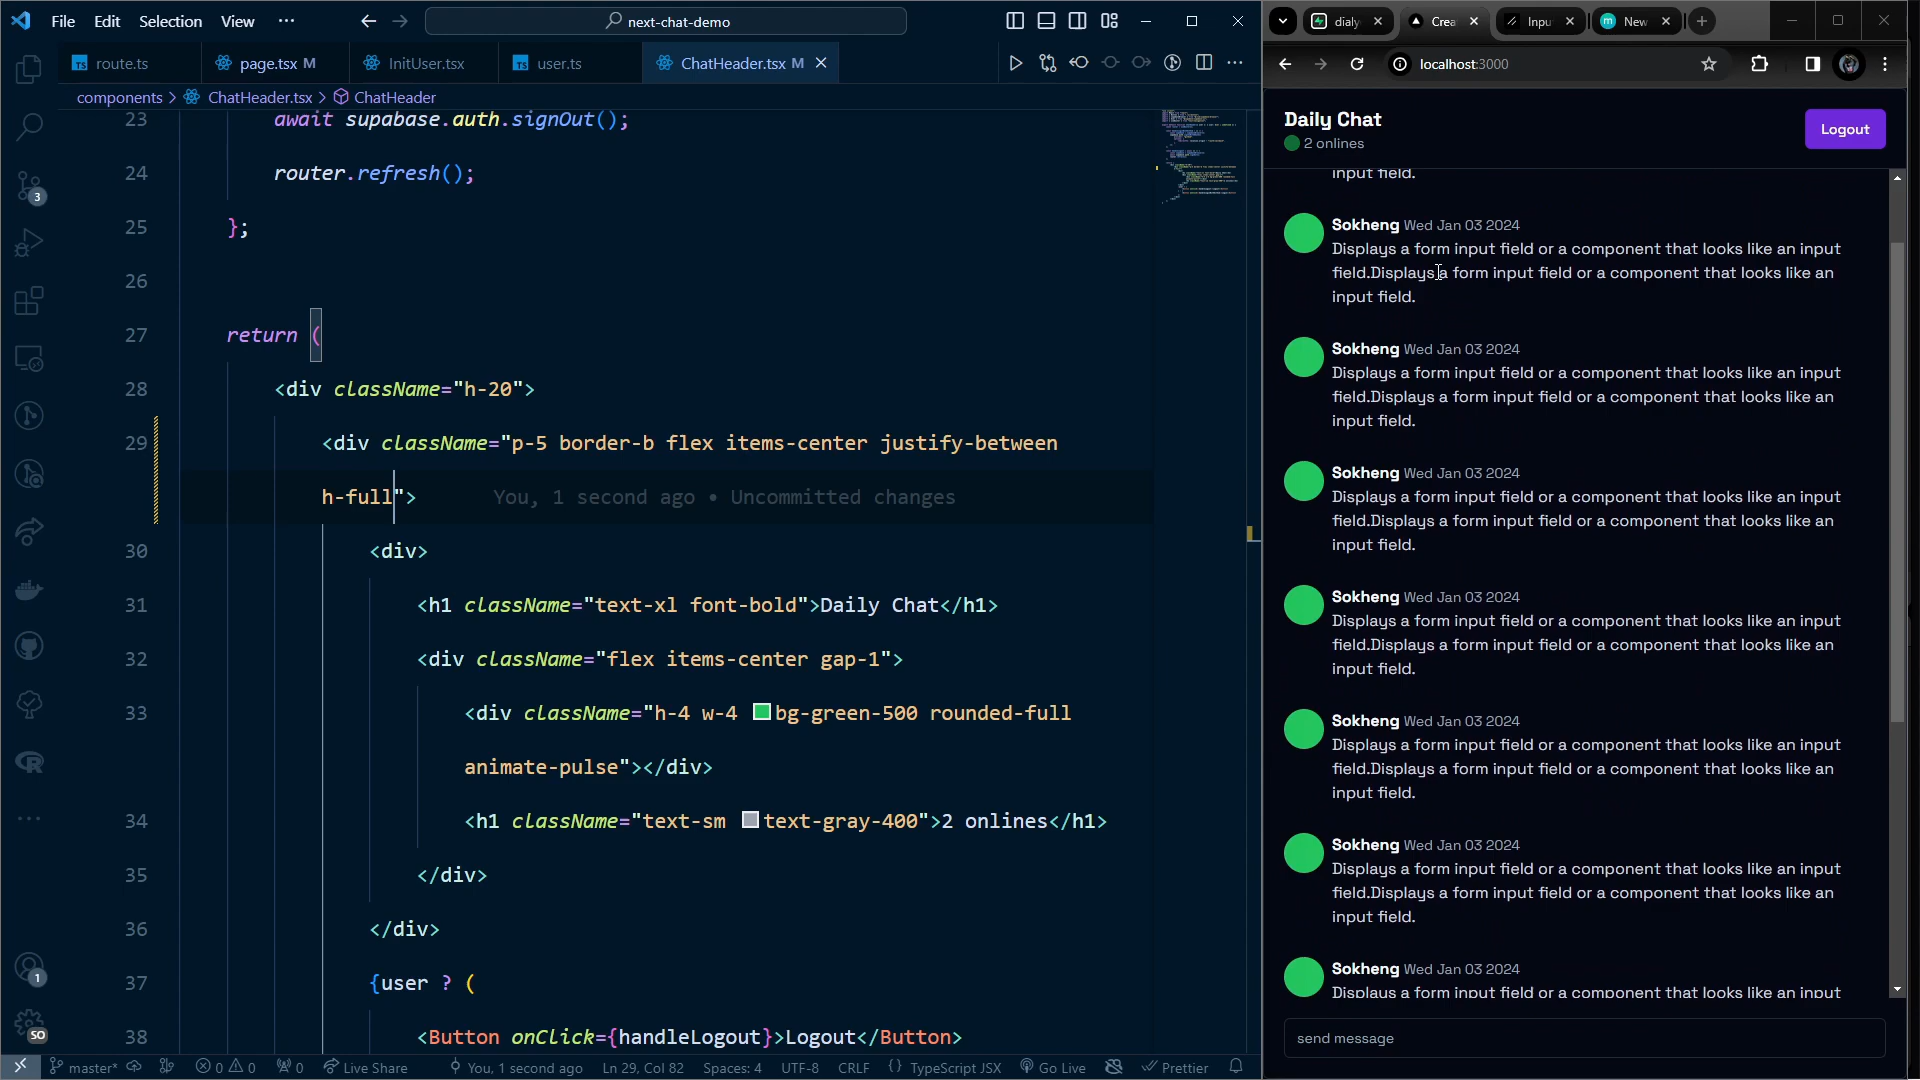 File Edit Selection View ···
next-chat-demo
route.ts
page.tsx M
InitUser.tsx
user.ts
ChatHeader.tsx M
components > ChatHeader.tsx > ChatHeader
23 await supabase.auth.signOut();
24 router.refresh();
25 };
26
27 return (
28 <div className="h-20">
29 <div className="p-5 border-b flex items-center justify-between
h-full"> You, 1 second ago • Uncommitted changes
30 <div>
31 <h1 className="text-xl font-bold">Daily Chat</h1>
32 <div className="flex items-center gap-1">
33 <div className="h-4 w-4 bg-green-500 rounded-full
animate-pulse"></div>
34 <h1 className="text-sm text-gray-400">2 onlines</h1>
35 </div>
36 </div>
37 {user ? (
38 <Button onClick={handleLogout}>Logout</Button>
3
1
SO
master* 0 0 0 Live Share You, 1 second ago Ln 29, Col 82 Spaces: 4 UTF-8 CRLF {} TypeScript JSX Go Live Prettier
dialy
Crea
Inpu
New
localhost:3000
Daily Chat
2 onlines
Logout
input field.
Sokheng Wed Jan 03 2024
Displays a form input field or a component that looks like an input
field.Displays a form input field or a component that looks like an
input field.
Sokheng Wed Jan 03 2024
Displays a form input field or a component that looks like an input
field.Displays a form input field or a component that looks like an
input field.
Sokheng Wed Jan 03 2024
Displays a form input field or a component that looks like an input
field.Displays a form input field or a component that looks like an
input field.
Sokheng Wed Jan 03 2024
Displays a form input field or a component that looks like an input
field.Displays a form input field or a component that looks like an
input field.
Sokheng Wed Jan 03 2024
Displays a form input field or a component that looks like an input
field.Displays a form input field or a component that looks like an
input field.
Sokheng Wed Jan 03 2024
Displays a form input field or a component that looks like an input
field.Displays a form input field or a component that looks like an
input field.
Sokheng Wed Jan 03 2024
Displays a form input field or a component that looks like an input
send message